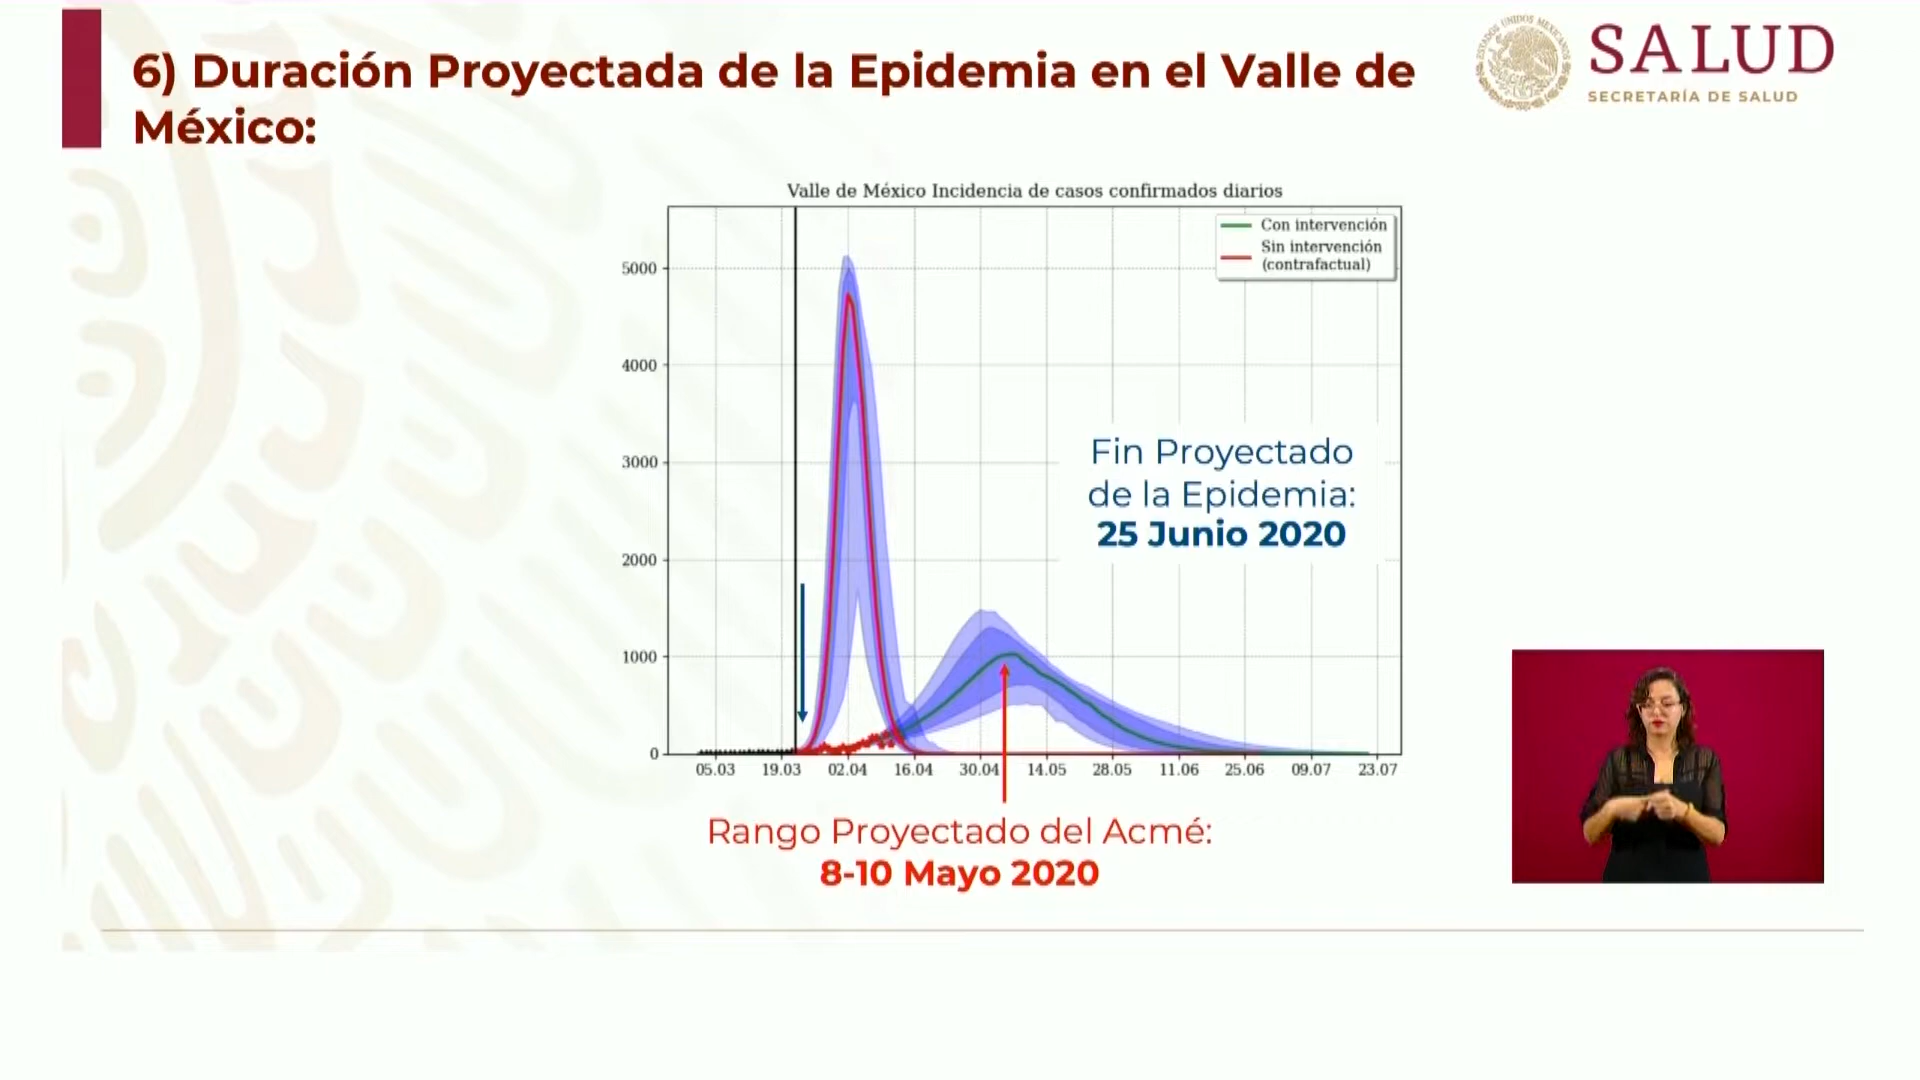 6) Duración Proyectada de la Epidemia en el Valle de
México:
ESTADOS UNIDOS MEXICANOS
SALUD
SECRETARÍA DE SALUD
Valle de México Incidencia de casos confirmados diarios
Con intervención
Sin intervención
(contrafactual)
5000
4000
3000
2000
1000
0
Fin Proyectado
de la Epidemia:
25 Junio 2020
05.03 19.03 02.04 16.04 30.04 14.05 28.05 11.06 25.06 09.07 23.07
Rango Proyectado del Acmé:
8-10 Mayo 2020